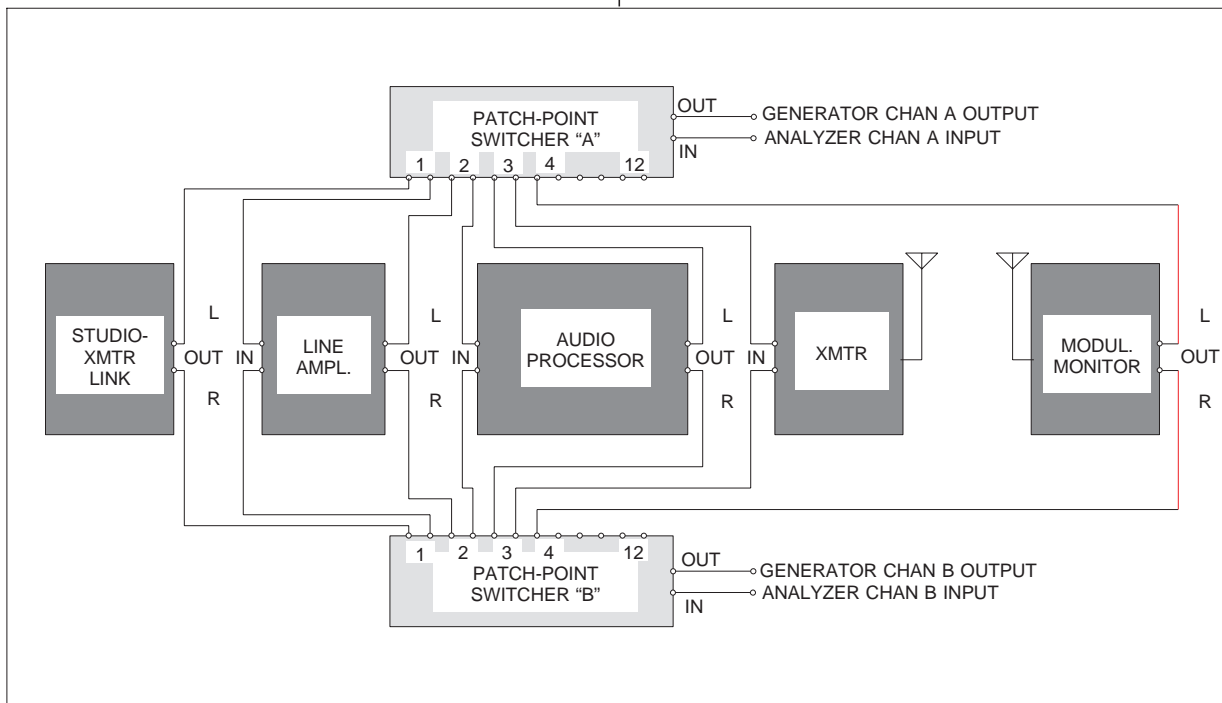 PATCH-POINT
SWITCHER “A”
1 2 3 4 12
OUT
IN
GENERATOR CHAN A OUTPUT
ANALYZER CHAN A INPUT
STUDIO-
XMTR
LINK
L
OUT IN
R
LINE
AMPL.
L
OUT IN
R
AUDIO
PROCESSOR
L
OUT IN
R
XMTR
MODUL.
MONITOR
L
OUT
R
1 2 3 4 12
PATCH-POINT
SWITCHER “B”
OUT
IN
GENERATOR CHAN B OUTPUT
ANALYZER CHAN B INPUT